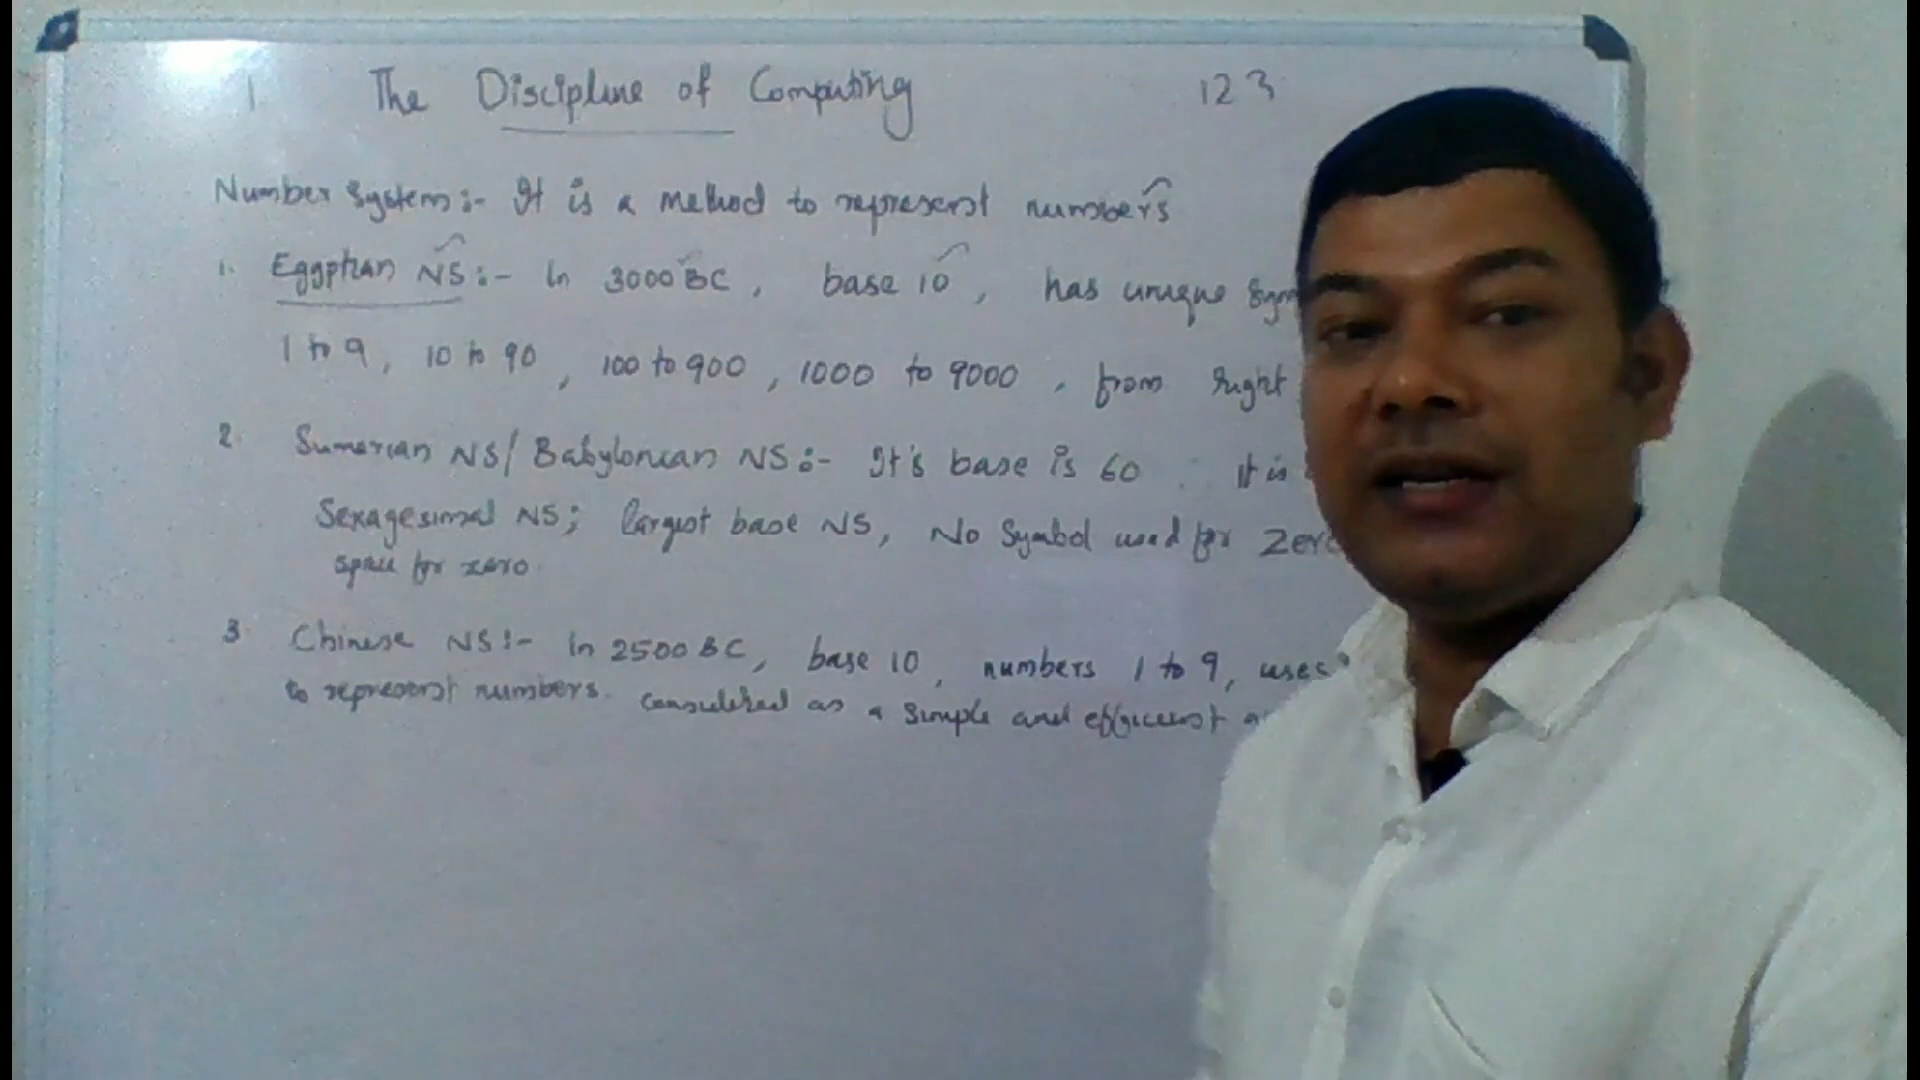 1 The Discipline of Computing 123
Number System:- It is a method to represent numbers
1. Egyptian NS:- In 3000 BC, base 10, has unique
1 to 9, 10 to 90, 100 to 900, 1000 to 9000, from right
2. Sumerian NS/Babylonian NS:- It's base is 60 it is
Sexagesimal NS; largest base NS, No Symbol used for Zero
space for zero.
3. Chinese NS:- In 2500 BC, base 10, numbers 1 to 9, uses
to represent numbers. Considered as a simple and efficient